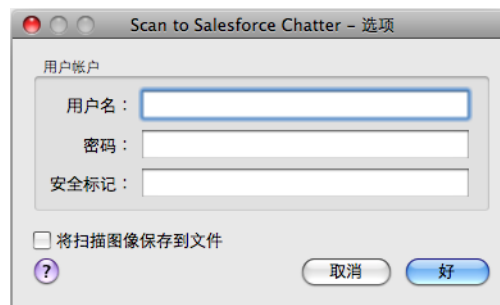 Scan to Salesforce Chatter – 选项
用户帐户
用户名：
密码：
安全标记：
将扫描图像保存到文件
? 取消 好